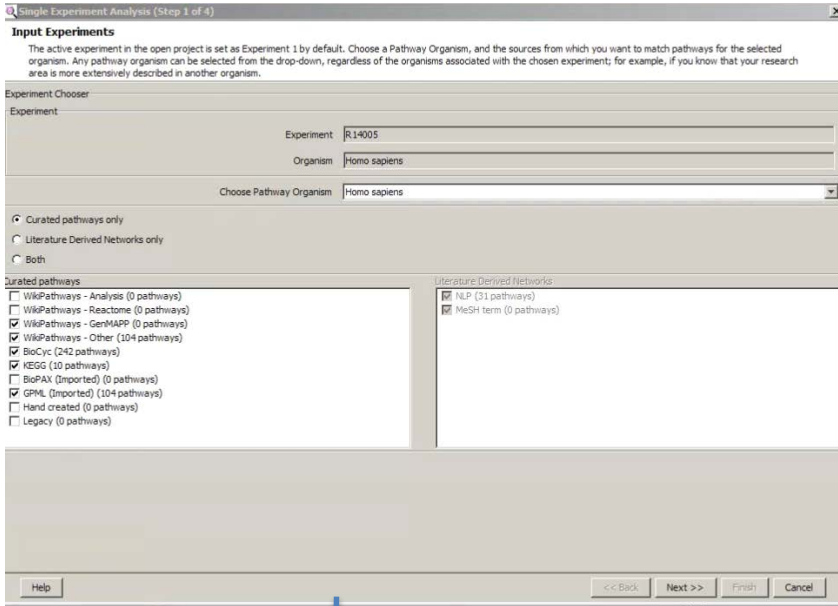 Single Experiment Analysis (Step 1 of 4)
Input Experiments
The active experiment in the open project is set as Experiment 1 by default. Choose a Pathway Organism, and the sources from which you want to match pathways for the selected
organism. Any pathway organism can be selected from the drop-down, regardless of the organisms associated with the chosen experiment; for example, if you know that your research
area is more extensively described in another organism.
Experiment Chooser
Experiment
Experiment R14005
Organism Homo sapiens
Choose Pathway Organism Homo sapiens
Curated pathways only
Literature Derived Networks only
Both
Curated pathways
WikiPathways - Analysis (0 pathways)
WikiPathways - Reactome (0 pathways)
WikiPathways - GenMAPP (0 pathways)
WikiPathways - Other (104 pathways)
BioCyc (242 pathways)
KEGG (10 pathways)
BioPAX (Imported) (0 pathways)
GPML (Imported) (104 pathways)
Hand created (0 pathways)
Legacy (0 pathways)
Literature Derived Networks
NLP (31 pathways)
MeSH term (0 pathways)
Help
<< Back
Next >>
Finish
Cancel